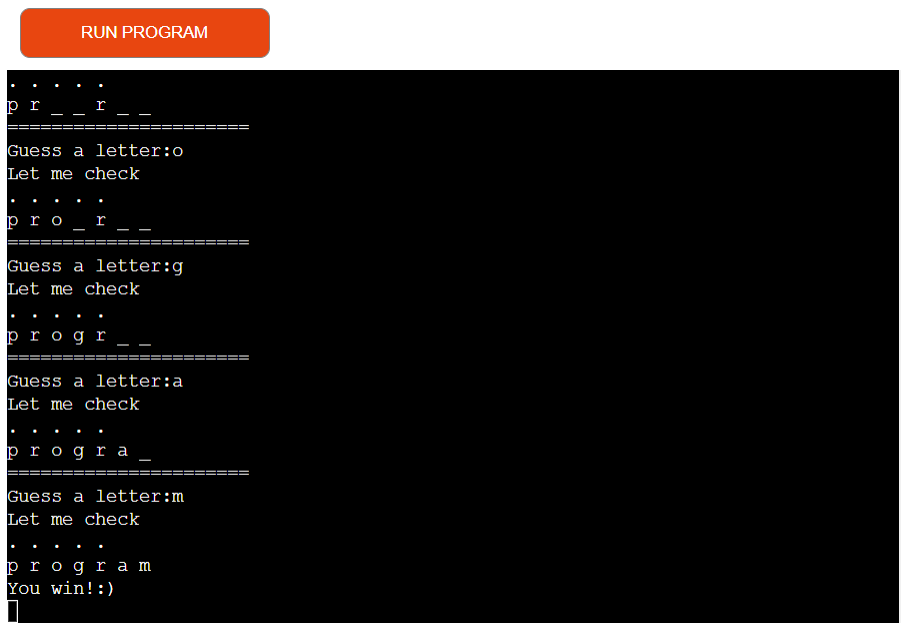 RUN PROGRAM
. . . . .
p r _ _ r _ _
======================
Guess a letter:o
Let me check
. . . . .
p r o _ r _ _
======================
Guess a letter:g
Let me check
. . . . .
p r o g r _ _
======================
Guess a letter:a
Let me check
. . . . .
p r o g r a _
======================
Guess a letter:m
Let me check
. . . . .
p r o g r a m
You win!:)